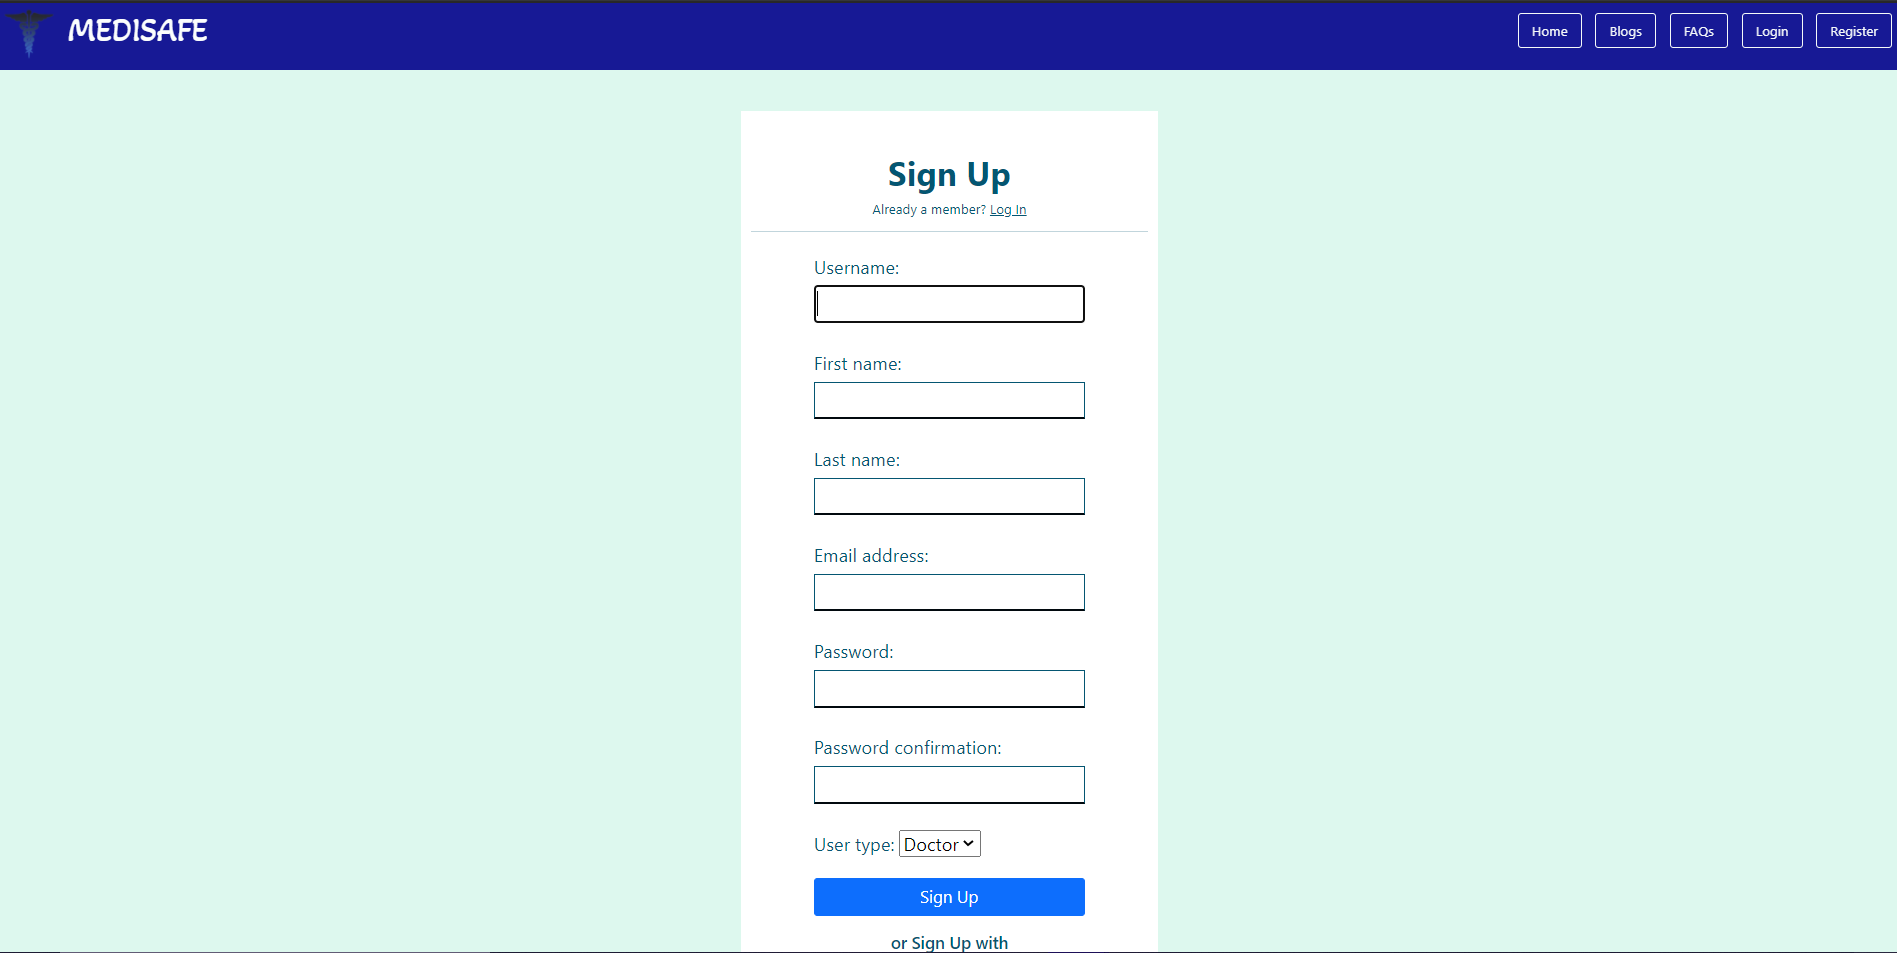 MEDISAFE
Home Blogs FAQs Login Register
Sign Up
Already a member? Log In
Username:
First name:
Last name:
Email address:
Password:
Password confirmation:
User type: Doctor
Sign Up
or Sign Up with